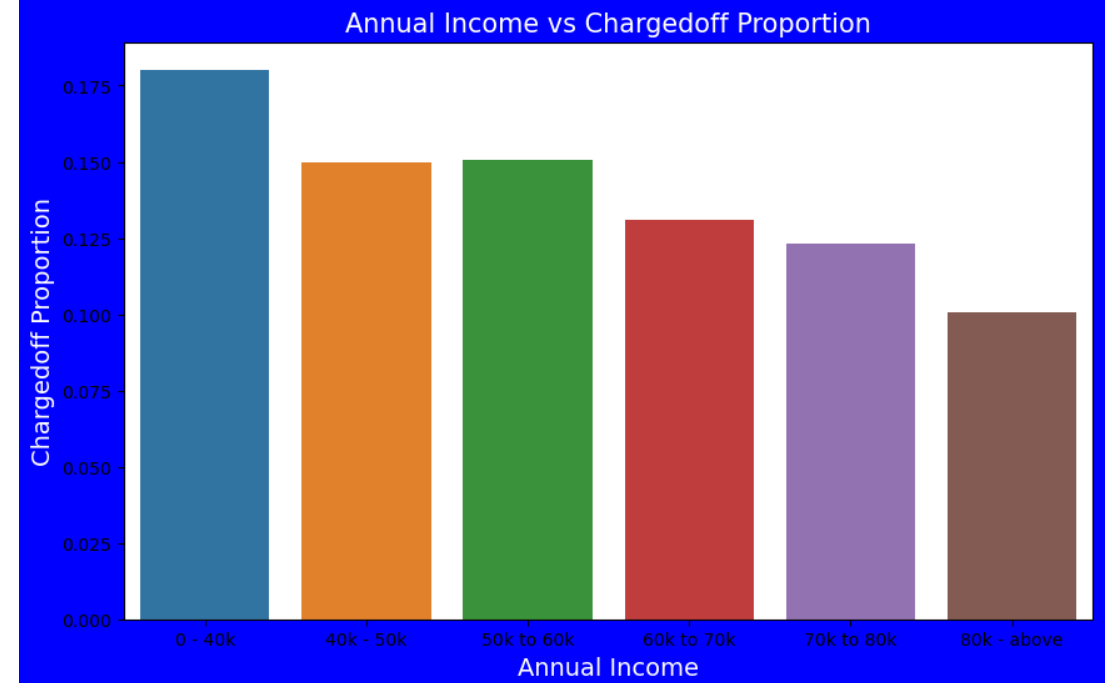 Annual Income vs Chargedoff Proportion
Chargedoff Proportion
0.175
0.150
0.125
0.100
0.075
0.050
0.025
0.000
0 - 40k
40k - 50k
50k to 60k
60k to 70k
70k to 80k
80k - above
Annual Income